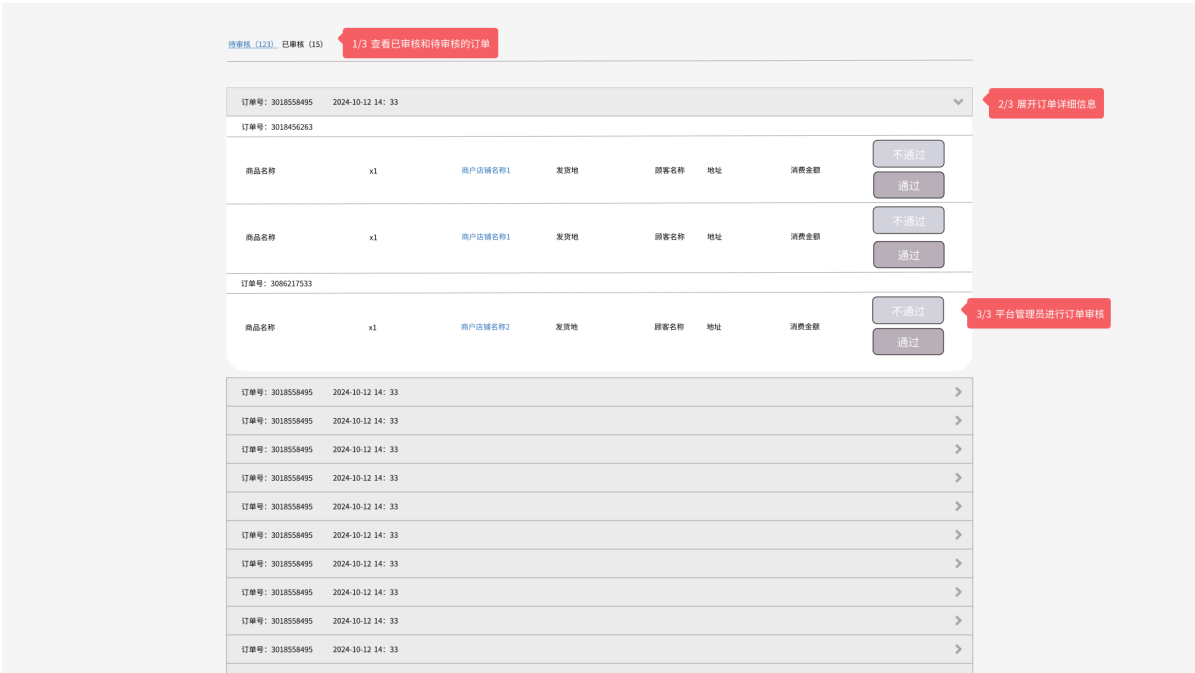 待审核（123） 已审核（15）
1/3 查看已审核和待审核的订单
订单号：3018558495 2024-10-12 14：33
2/3 展开订单详细信息
订单号：3018456263
不通过
商品名称 x1 商户店铺名称1 发货地 顾客名称 地址 消费金额
通过
不通过
商品名称 x1 商户店铺名称1 发货地 顾客名称 地址 消费金额
通过
订单号：3086217533
不通过
3/3 平台管理员进行订单审核
商品名称 x1 商户店铺名称2 发货地 顾客名称 地址 消费金额
通过
订单号：3018558495 2024-10-12 14：33
订单号：3018558495 2024-10-12 14：33
订单号：3018558495 2024-10-12 14：33
订单号：3018558495 2024-10-12 14：33
订单号：3018558495 2024-10-12 14：33
订单号：3018558495 2024-10-12 14：33
订单号：3018558495 2024-10-12 14：33
订单号：3018558495 2024-10-12 14：33
订单号：3018558495 2024-10-12 14：33
订单号：3018558495 2024-10-12 14：33